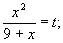 x² / (9 + x) = t;